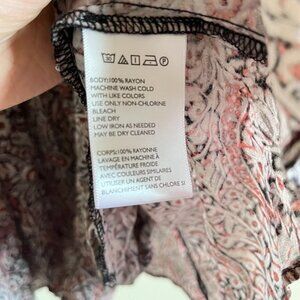 BODY:100% RAYON
MACHINE WASH COLD
WITH LIKE COLORS
USE ONLY NON-CHLORINE
BLEACH
LINE DRY
LOW IRON AS NEEDED
MAY BE DRY CLEANED
CORPS:100% RAYONNE
LAVAGE EN MACHINE À
TEMPÉRATURE FROIDE
AVEC COULEURS SIMILAIRES
UTILISER UN AGENT DE
BLANCHIMENT SANS CHLORE SI